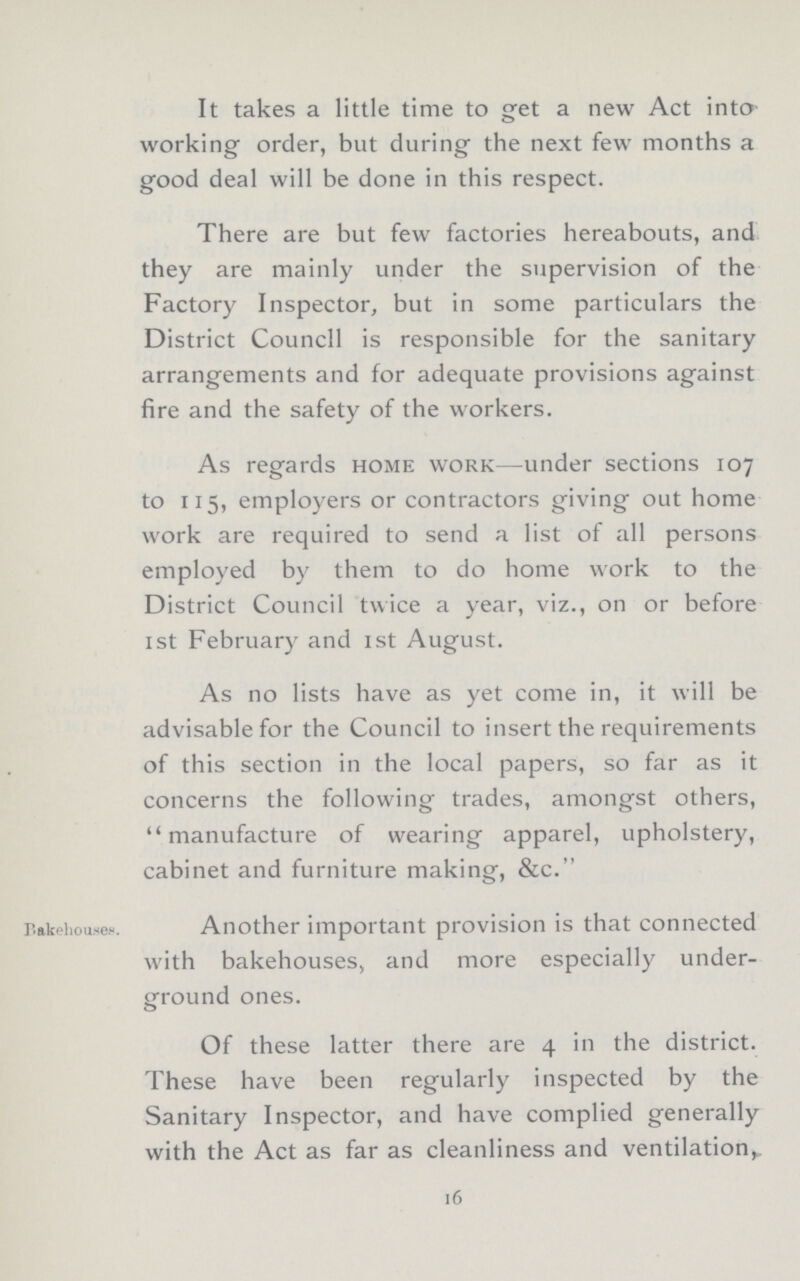 It takes a little time to get a new Act into
working order, but during the next few months a
good deal will be done in this respect.
There are but few factories hereabouts, and
they are mainly under the supervision of the
Factory Inspector, but in some particulars the
District Councll is responsible for the sanitary
arrangements and for adequate provisions against
fire and the safety of the workers.
As regards HOME WORK—under sections 107
to 115, employers or contractors giving out home
work are required to send a list of all persons
employed by them to do home work to the
District Council twice a year, viz., on or before
1st February and 1st August.
As no lists have as yet come in, it will be
advisable for the Council to insert the requirements
of this section in the local papers, so far as it
concerns the following trades, amongst others,
"manufacture of wearing apparel, upholstery,
cabinet and furniture making, &c."
Bakehouses. Another important provision is that connected
with bakehouses, and more especially under-
ground ones.
Of these latter there are 4 in the district.
These have been regularly inspected by the
Sanitary Inspector, and have complied generally
with the Act as far as cleanliness and ventilation,
16